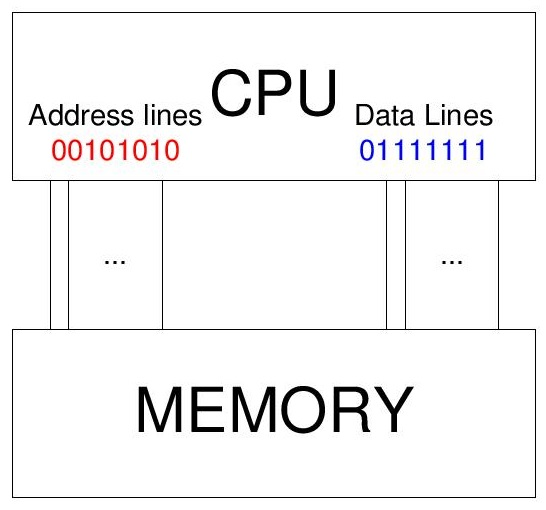 CPU
Address lines
Data Lines
00101010
01111111
...
...
MEMORY